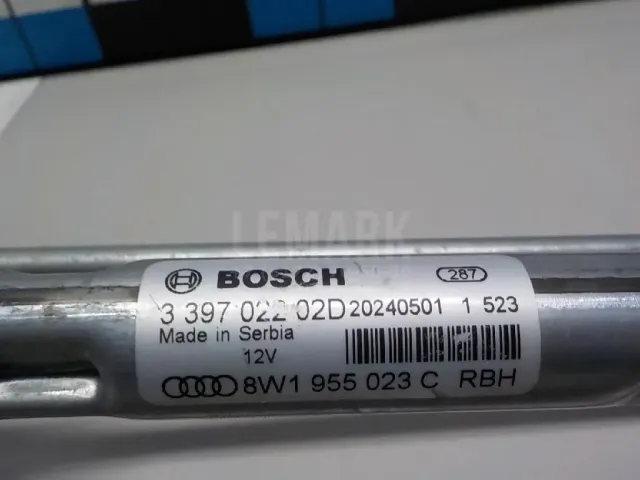 LEMARK
BOSCH 287
3 397 022 02D 20240501 1 523
Made in Serbia
12V
8W1 955 023 C RBH